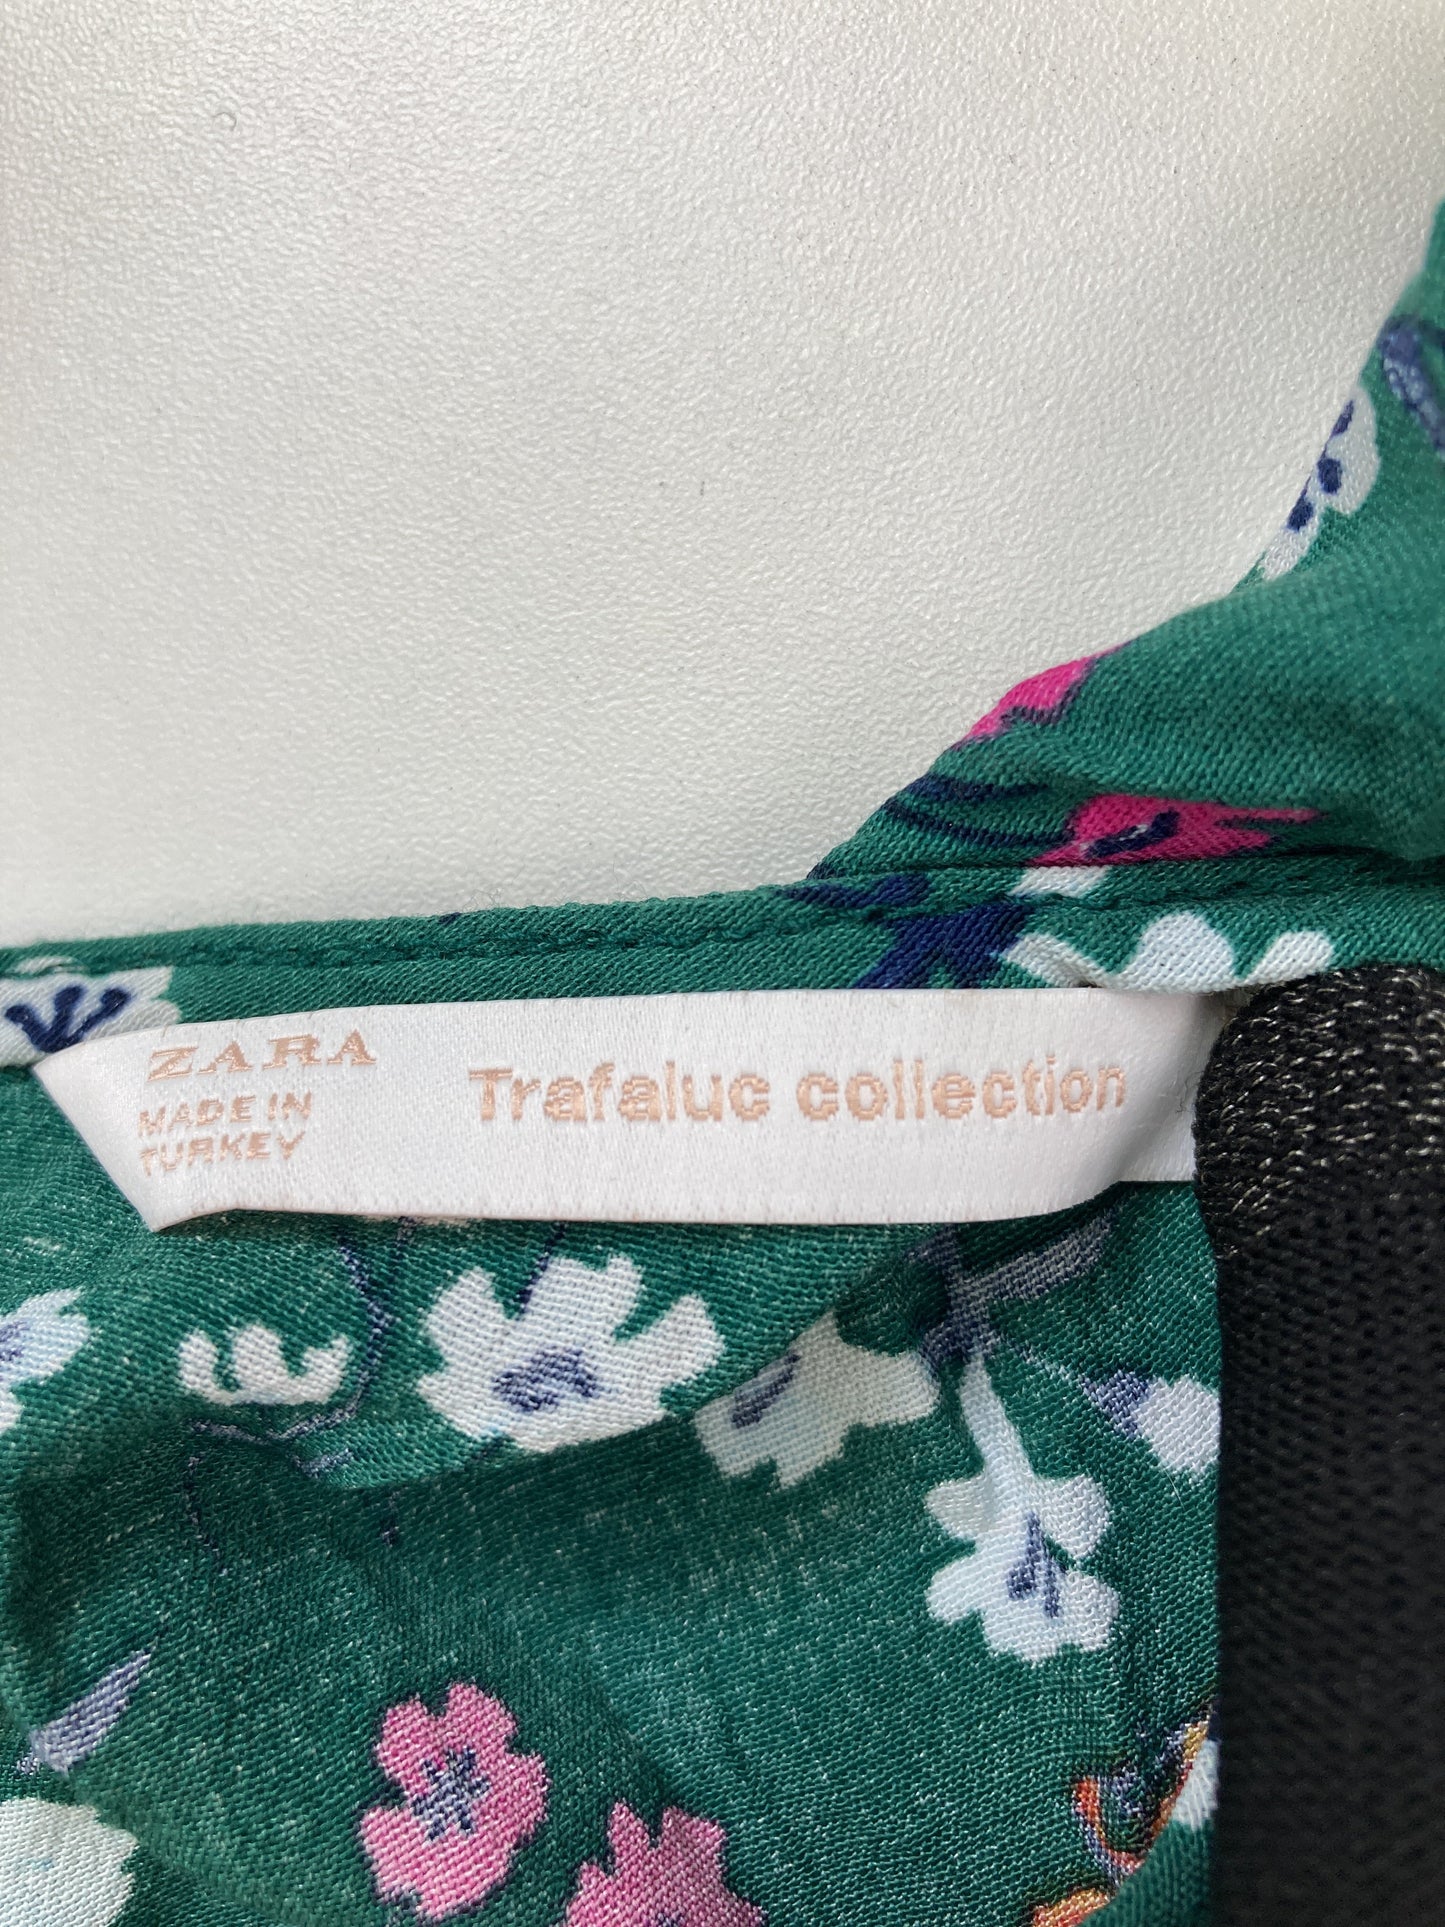 ZARA
MADE IN
TURKEY
Trafaluc collection